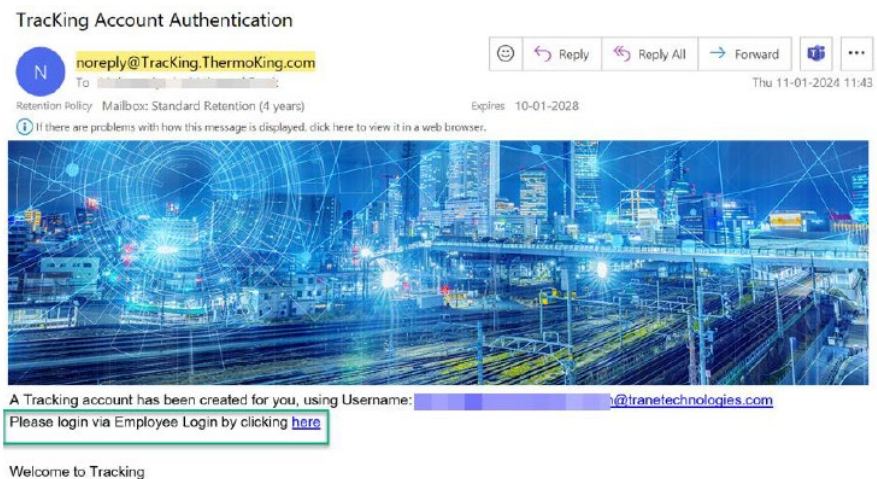 TracKing Account Authentication
N
noreply@TracKing.ThermoKing.com
Reply
Reply All
Forward
To
Thu 11-01-2024 11:43
Retention Policy Mailbox: Standard Retention (4 years)
Expires 10-01-2028
If there are problems with how this message is displayed, click here to view it in a web browser.
A Tracking account has been created for you, using Username: @tranetechnologies.com
Please login via Employee Login by clicking here
Welcome to Tracking